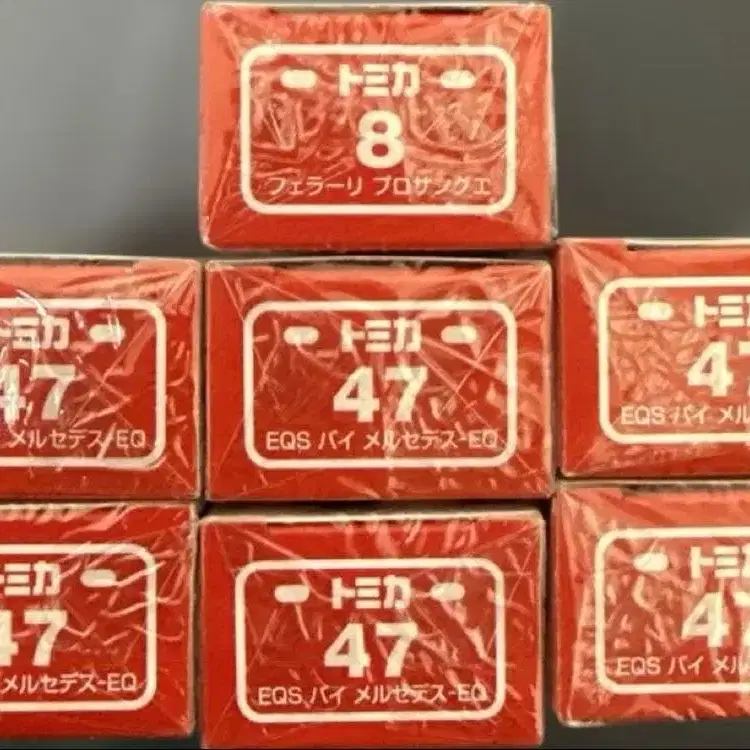 トミカ
8
フェラーリ プロサングエ
トミカ
47
メルセデス-EQ
トミカ
47
EQS バイ メルセデス-EQ
トミ
47
EQS バイ メル
トミカ
47
メルセデス-EQ
トミカ
47
EQS バイ メルセデス-EQ
トミ
47
EQS バイ メル